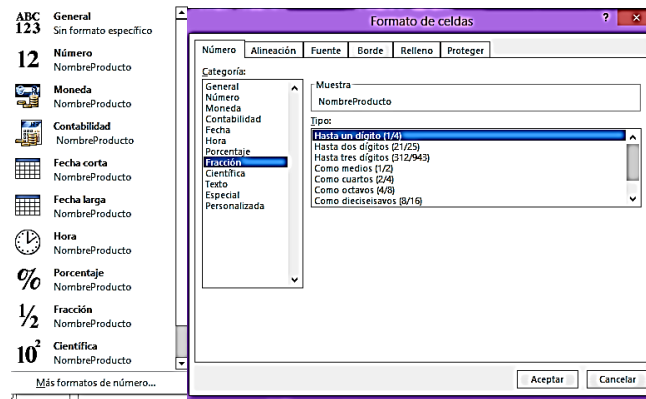 ABC
123
General
Sin formato específico
12
Número
NombreProducto
Moneda
NombreProducto
Contabilidad
NombreProducto
Fecha corta
NombreProducto
Fecha larga
NombreProducto
Hora
NombreProducto
%
Porcentaje
NombreProducto
1/2
Fracción
NombreProducto
10²
Científica
NombreProducto
Más formatos de número...
Formato de celdas
?
×
Número Alineación Fuente Borde Relleno Proteger
Categoría:
General
Número
Moneda
Contabilidad
Fecha
Hora
Porcentaje
Fracción
Científica
Texto
Especial
Personalizada
Muestra
NombreProducto
Tipo:
Hasta un dígito (1/4)
Hasta dos dígitos (21/25)
Hasta tres dígitos (312/943)
Como medios (1/2)
Como cuartos (2/4)
Como octavos (4/8)
Como dieciseisavos (8/16)
Aceptar Cancelar